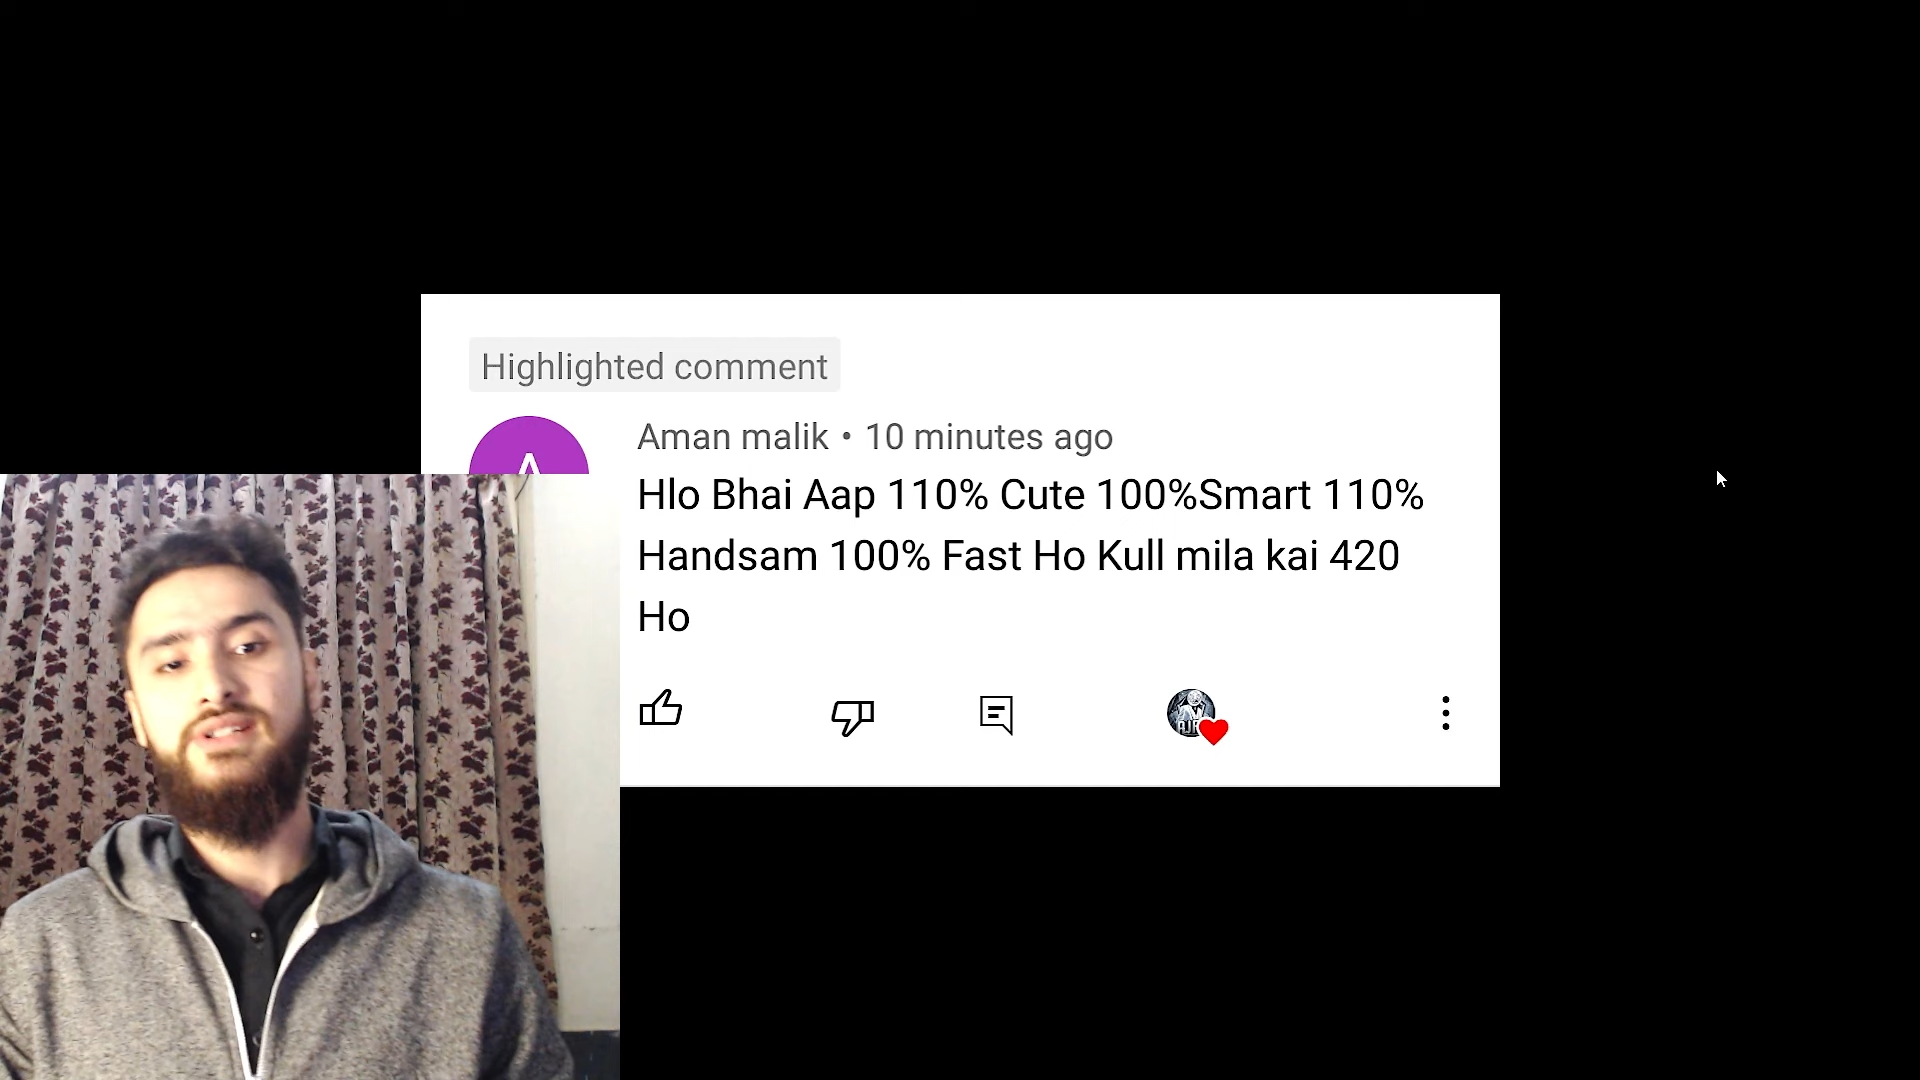 Highlighted comment
Aman malik • 10 minutes ago
Hlo Bhai Aap 110% Cute 100%Smart 110%
Handsam 100% Fast Ho Kull mila kai 420
Ho